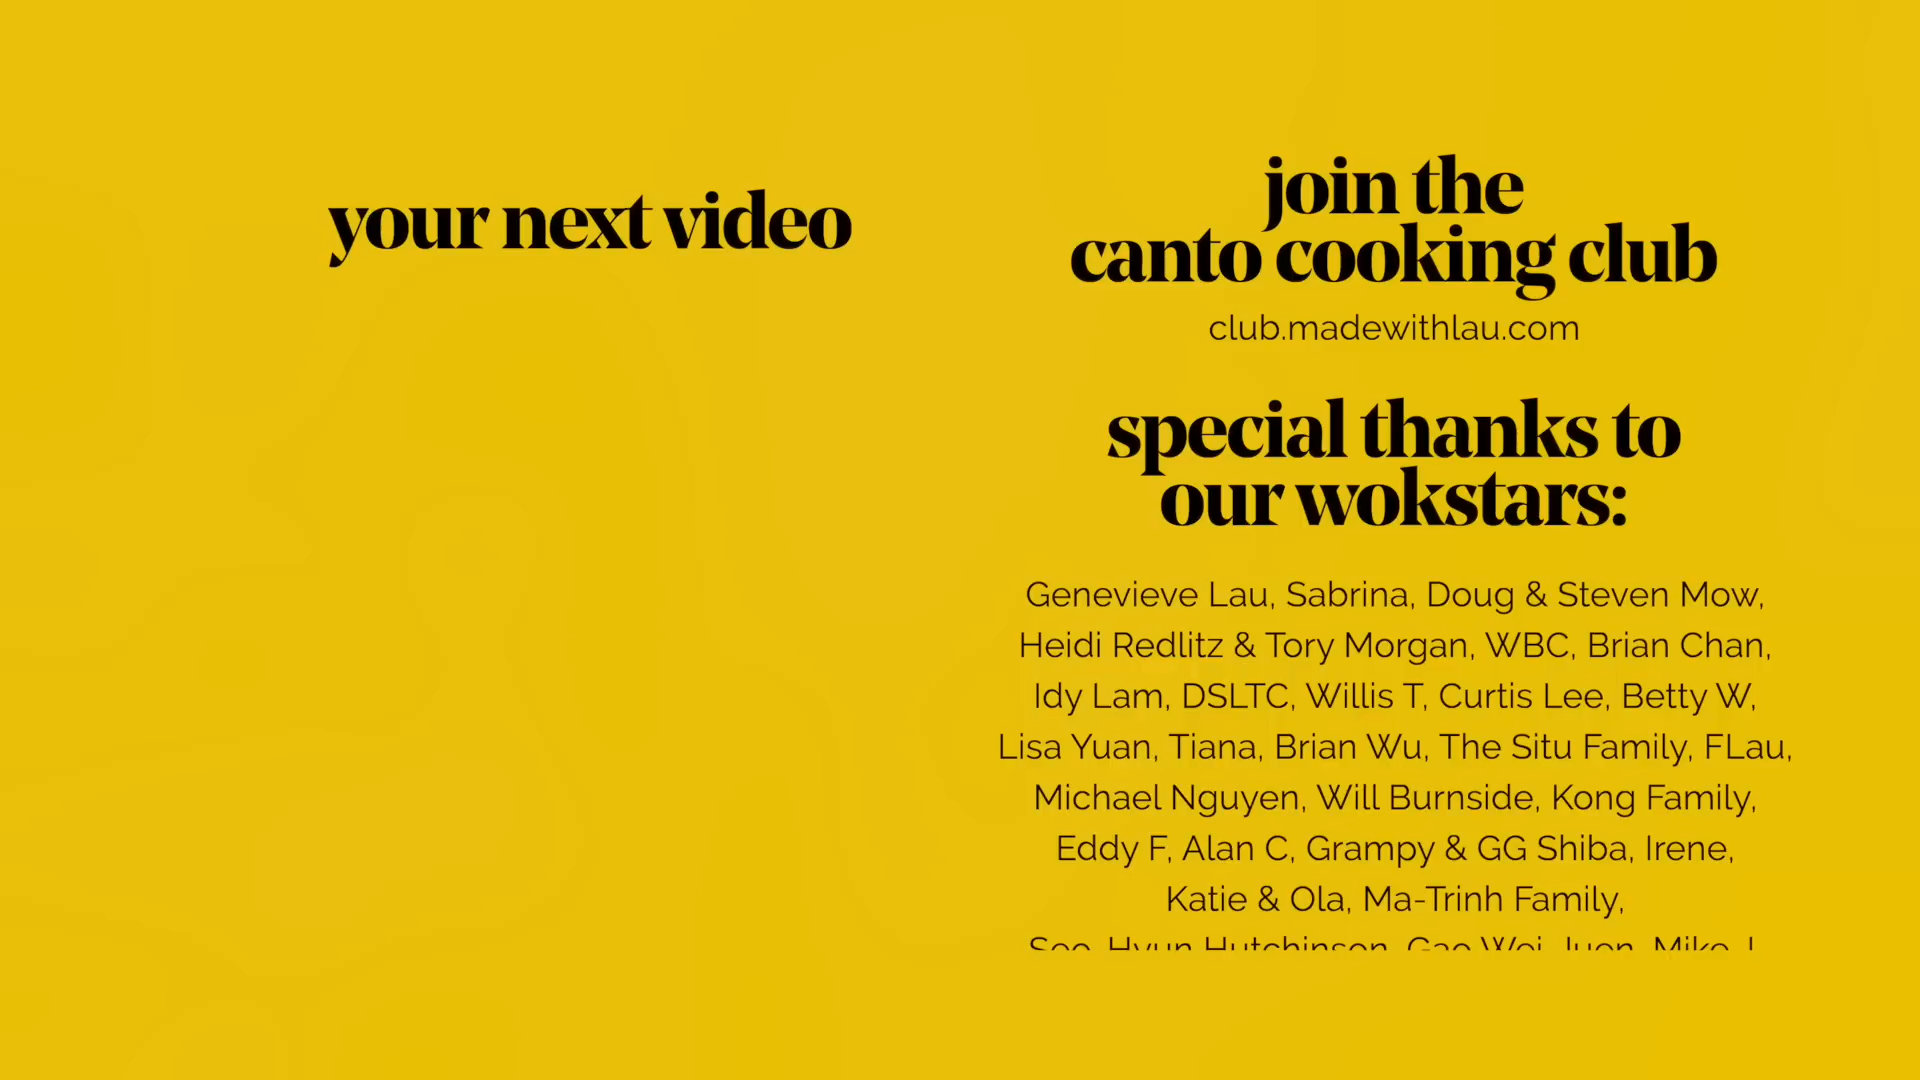 your next video
join the
canto cooking club
club.madewithlau.com
special thanks to
our wokstars:
Genevieve Lau, Sabrina, Doug & Steven Mow,
Heidi Redlitz & Tory Morgan, WBC, Brian Chan,
Idy Lam, DSLTC, Willis T, Curtis Lee, Betty W,
Lisa Yuan, Tiana, Brian Wu, The Situ Family, FLau,
Michael Nguyen, Will Burnside, Kong Family,
Eddy F, Alan C, Grampy & GG Shiba, Irene,
Katie & Ola, Ma-Trinh Family,